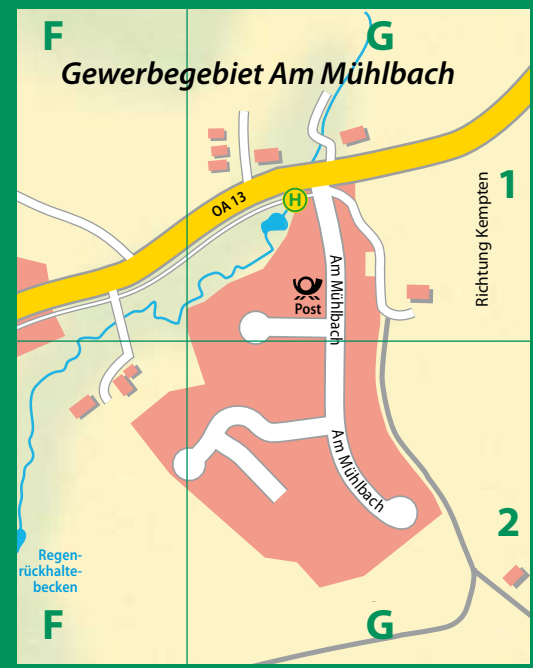 F
G
Gewerbegebiet Am Mühlbach
OA 13
H
1
Richtung Kempten
Am Mühlbach
Post
Am Mühlbach
2
Regen-
rückhalte-
becken
F
G